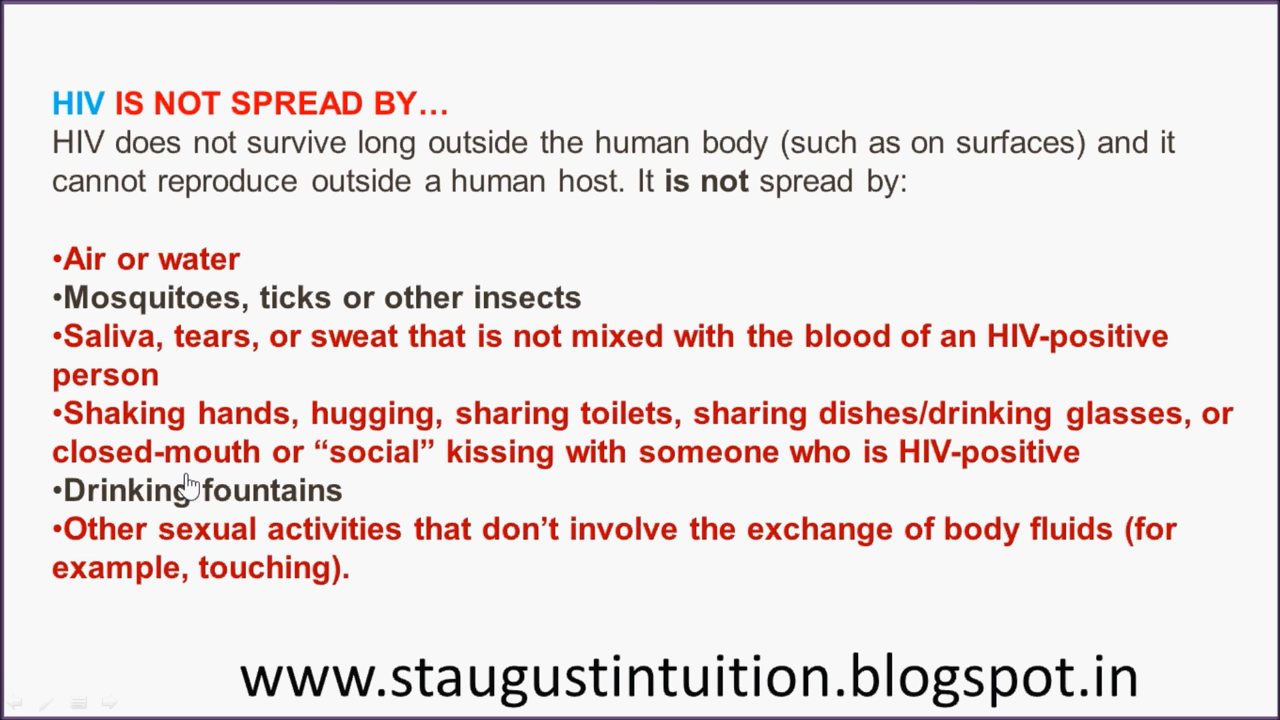 HIV IS NOT SPREAD BY…
HIV does not survive long outside the human body (such as on surfaces) and it
cannot reproduce outside a human host. It is not spread by:
•Air or water
•Mosquitoes, ticks or other insects
•Saliva, tears, or sweat that is not mixed with the blood of an HIV-positive
person
•Shaking hands, hugging, sharing toilets, sharing dishes/drinking glasses, or
closed-mouth or “social” kissing with someone who is HIV-positive
•Drinking fountains
•Other sexual activities that don’t involve the exchange of body fluids (for
example, touching).
www.staugustintuition.blogspot.in